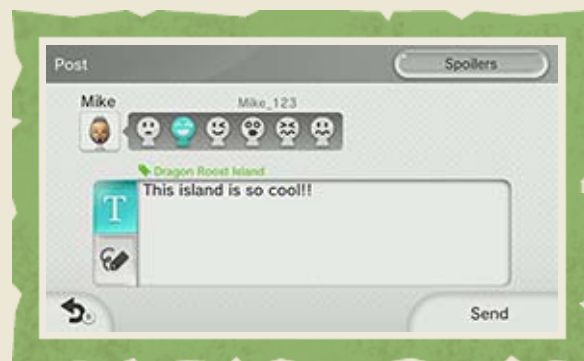 Post
Spoilers
Mike
Mike_123
Dragon Roost Island
This island is so cool!!
T
Send